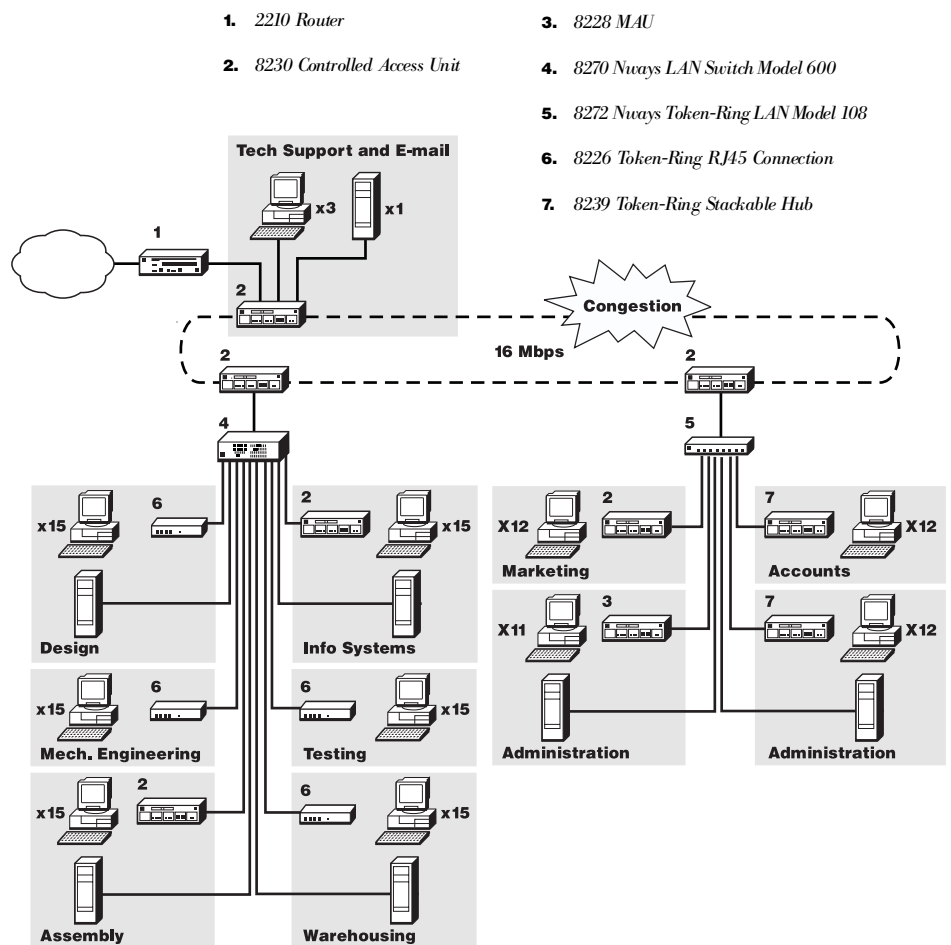 1. 2210 Router
2. 8230 Controlled Access Unit
3. 8228 MAU
4. 8270 Nways LAN Switch Model 600
5. 8272 Nways Token-Ring LAN Model 108
6. 8226 Token-Ring RJ45 Connection
7. 8239 Token-Ring Stackable Hub
Tech Support and E-mail
x3
x1
1
2
Congestion
16 Mbps
2
2
4
5
x15
6
Design
2
x15
Info Systems
x15
6
Mech. Engineering
6
x15
Testing
x15
2
Assembly
6
x15
Warehousing
X12
2
Marketing
7
X12
Accounts
X11
3
Administration
7
X12
Administration